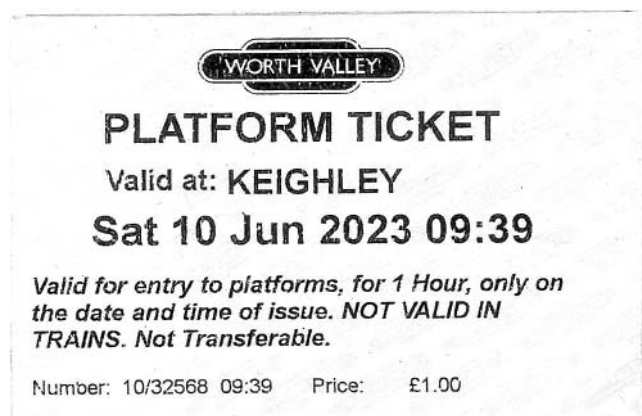 WORTH VALLEY
PLATFORM TICKET
Valid at: KEIGHLEY
Sat 10 Jun 2023 09:39
Valid for entry to platforms, for 1 Hour, only on
the date and time of issue. NOT VALID IN
TRAINS. Not Transferable.
Number: 10/32568 09:39 Price: £1.00